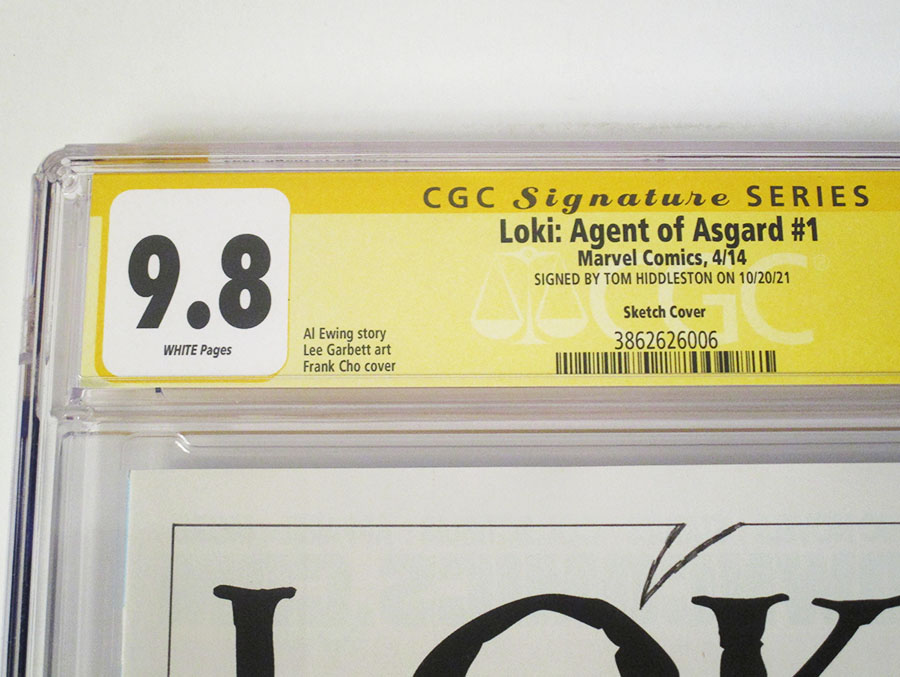 CGC Signature SERIES
Loki: Agent of Asgard #1
Marvel Comics, 4/14
SIGNED BY TOM HIDDLESTON ON 10/20/21
Sketch Cover
3862626006
9.8
WHITE Pages
Al Ewing story
Lee Garbett art
Frank Cho cover
CGC
LOK